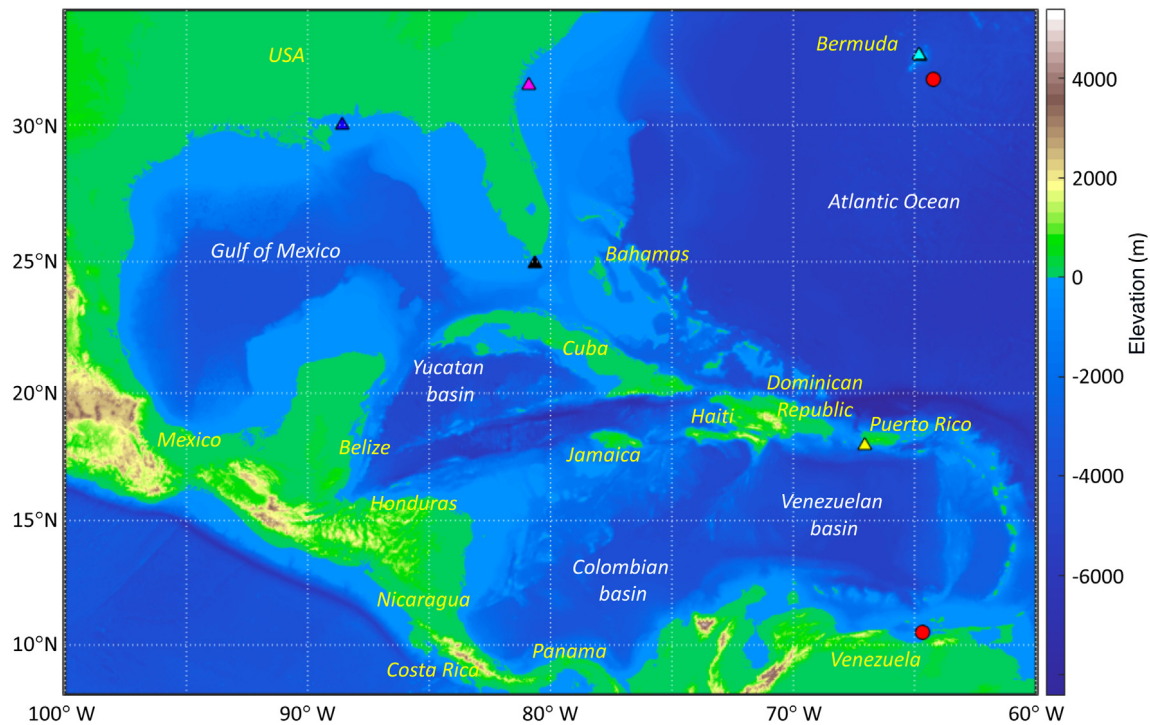 USA
Bermuda
4000
30°N
2000
Atlantic Ocean
Gulf of Mexico
Bahamas
25°N
0
Elevation (m)
Cuba
Yucatan
basin
-2000
20°N
Dominican
Republic
Haiti
Puerto Rico
Mexico
Belize
Jamaica
-4000
Honduras
Venezuelan
basin
15°N
Colombian
basin
-6000
Nicaragua
10°N
Panama
Venezuela
Costa Rica
100°W
90°W
80°W
70°W
60°W